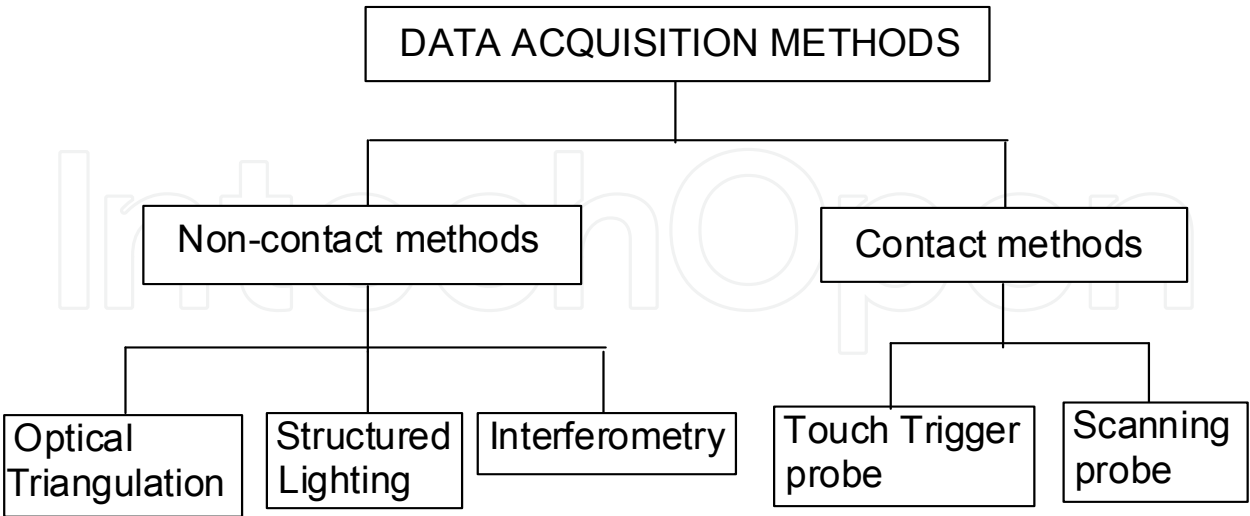 DATA ACQUISITION METHODS
IntechOpen
Non-contact methods
Contact methods
Optical
Triangulation
Structured
Lighting
Interferometry
Touch Trigger
probe
Scanning
probe